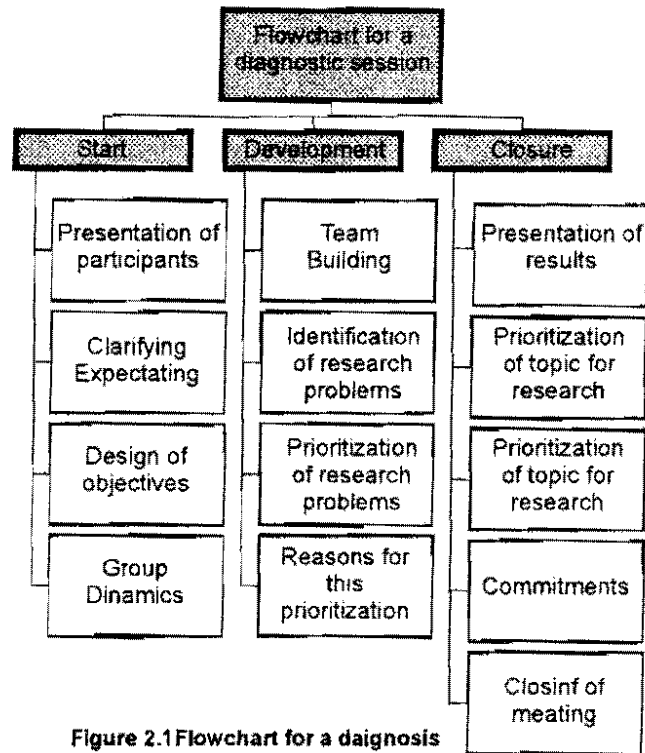 Flowchart for a
diagnostic session
Start
Development
Closure
Presentation of
participants
Clarifying
Expectating
Design of
objectives
Group
Dinamics
Team
Building
Identification
of research
problems
Prioritization
of research
problems
Reasons for
this
prioritization
Presentation of
results
Prioritization
of topic for
research
Prioritization
of topic for
research
Commitments
Closinf of
meating
Figure 2.1Flowchart for a daignosis